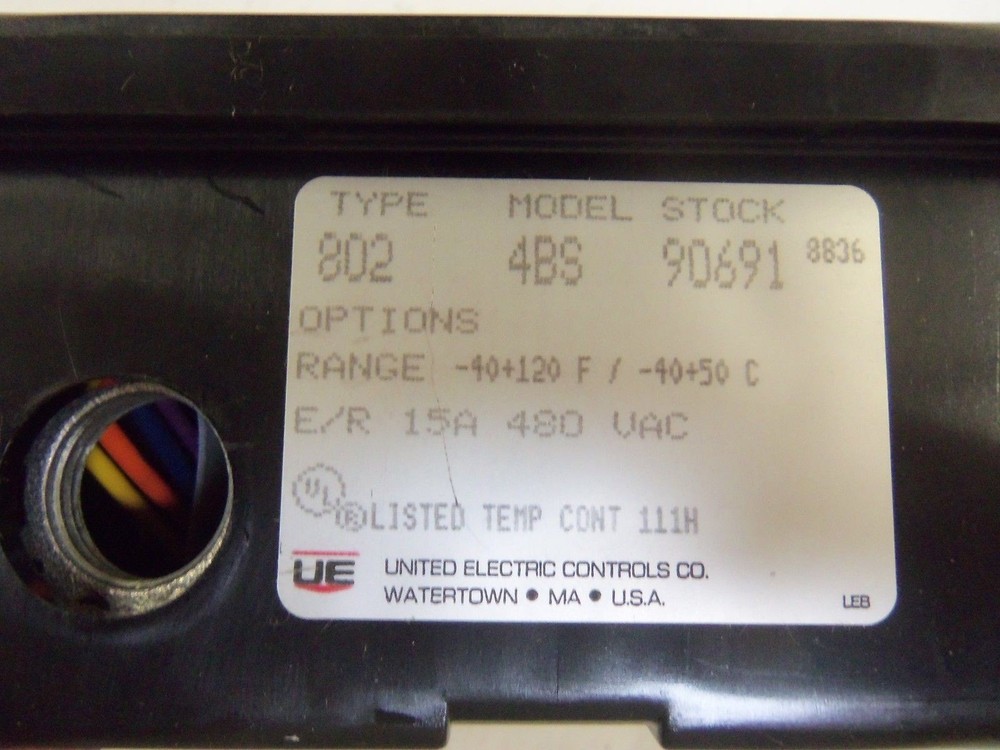 TYPE MODEL STOCK
802 4BS 90691 8836
OPTIONS
RANGE -40+120 F / -40+50 C
E/R 15A 480 VAC
UL
® LISTED TEMP CONT 111H
UE UNITED ELECTRIC CONTROLS CO.
WATERTOWN • MA • U.S.A.
LEB